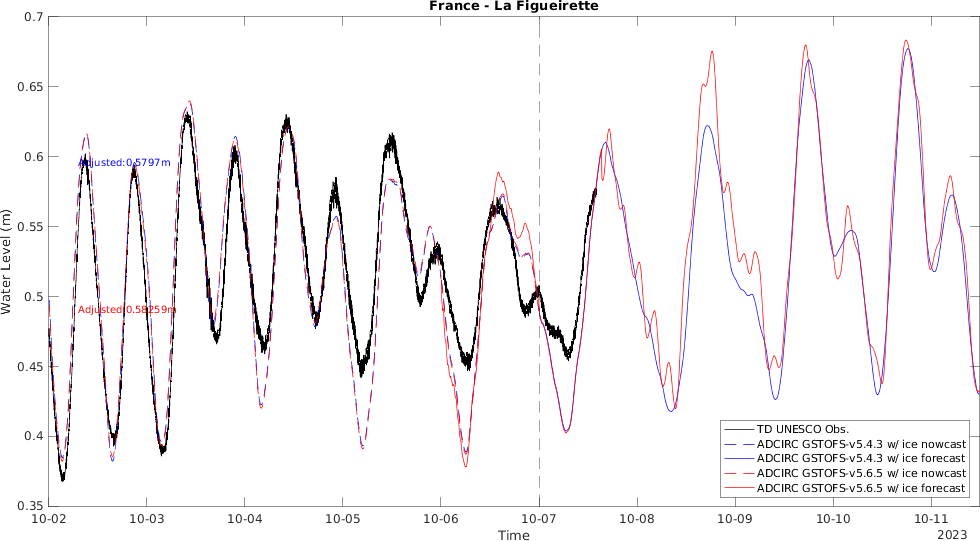 France - La Figueirette
0.7
0.65
0.6
0.55
0.5
0.45
0.4
0.35
Water Level (m)
Adjusted:0.5797m
Adjusted:0.58259m
TD UNESCO Obs.
ADCIRC GSTOFS-v5.4.3 w/ ice nowcast
ADCIRC GSTOFS-v5.4.3 w/ ice forecast
ADCIRC GSTOFS-v5.6.5 w/ ice nowcast
ADCIRC GSTOFS-v5.6.5 w/ ice forecast
10-02 10-03 10-04 10-05 10-06 10-07 10-08 10-09 10-10 10-11
Time
2023